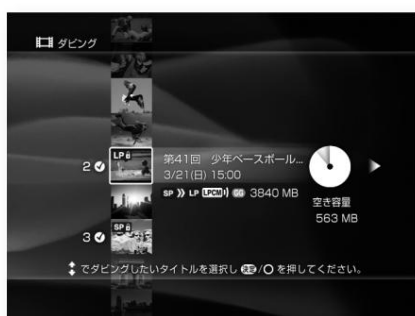 ダビング
LP
2
第41回 少年ベースボール...
3/21(日) 15:00
SP LP LPCM 3840 MB
空き容量
563 MB
SP
3
でダビングしたいタイトルを選択し 決定/○ を押してください。